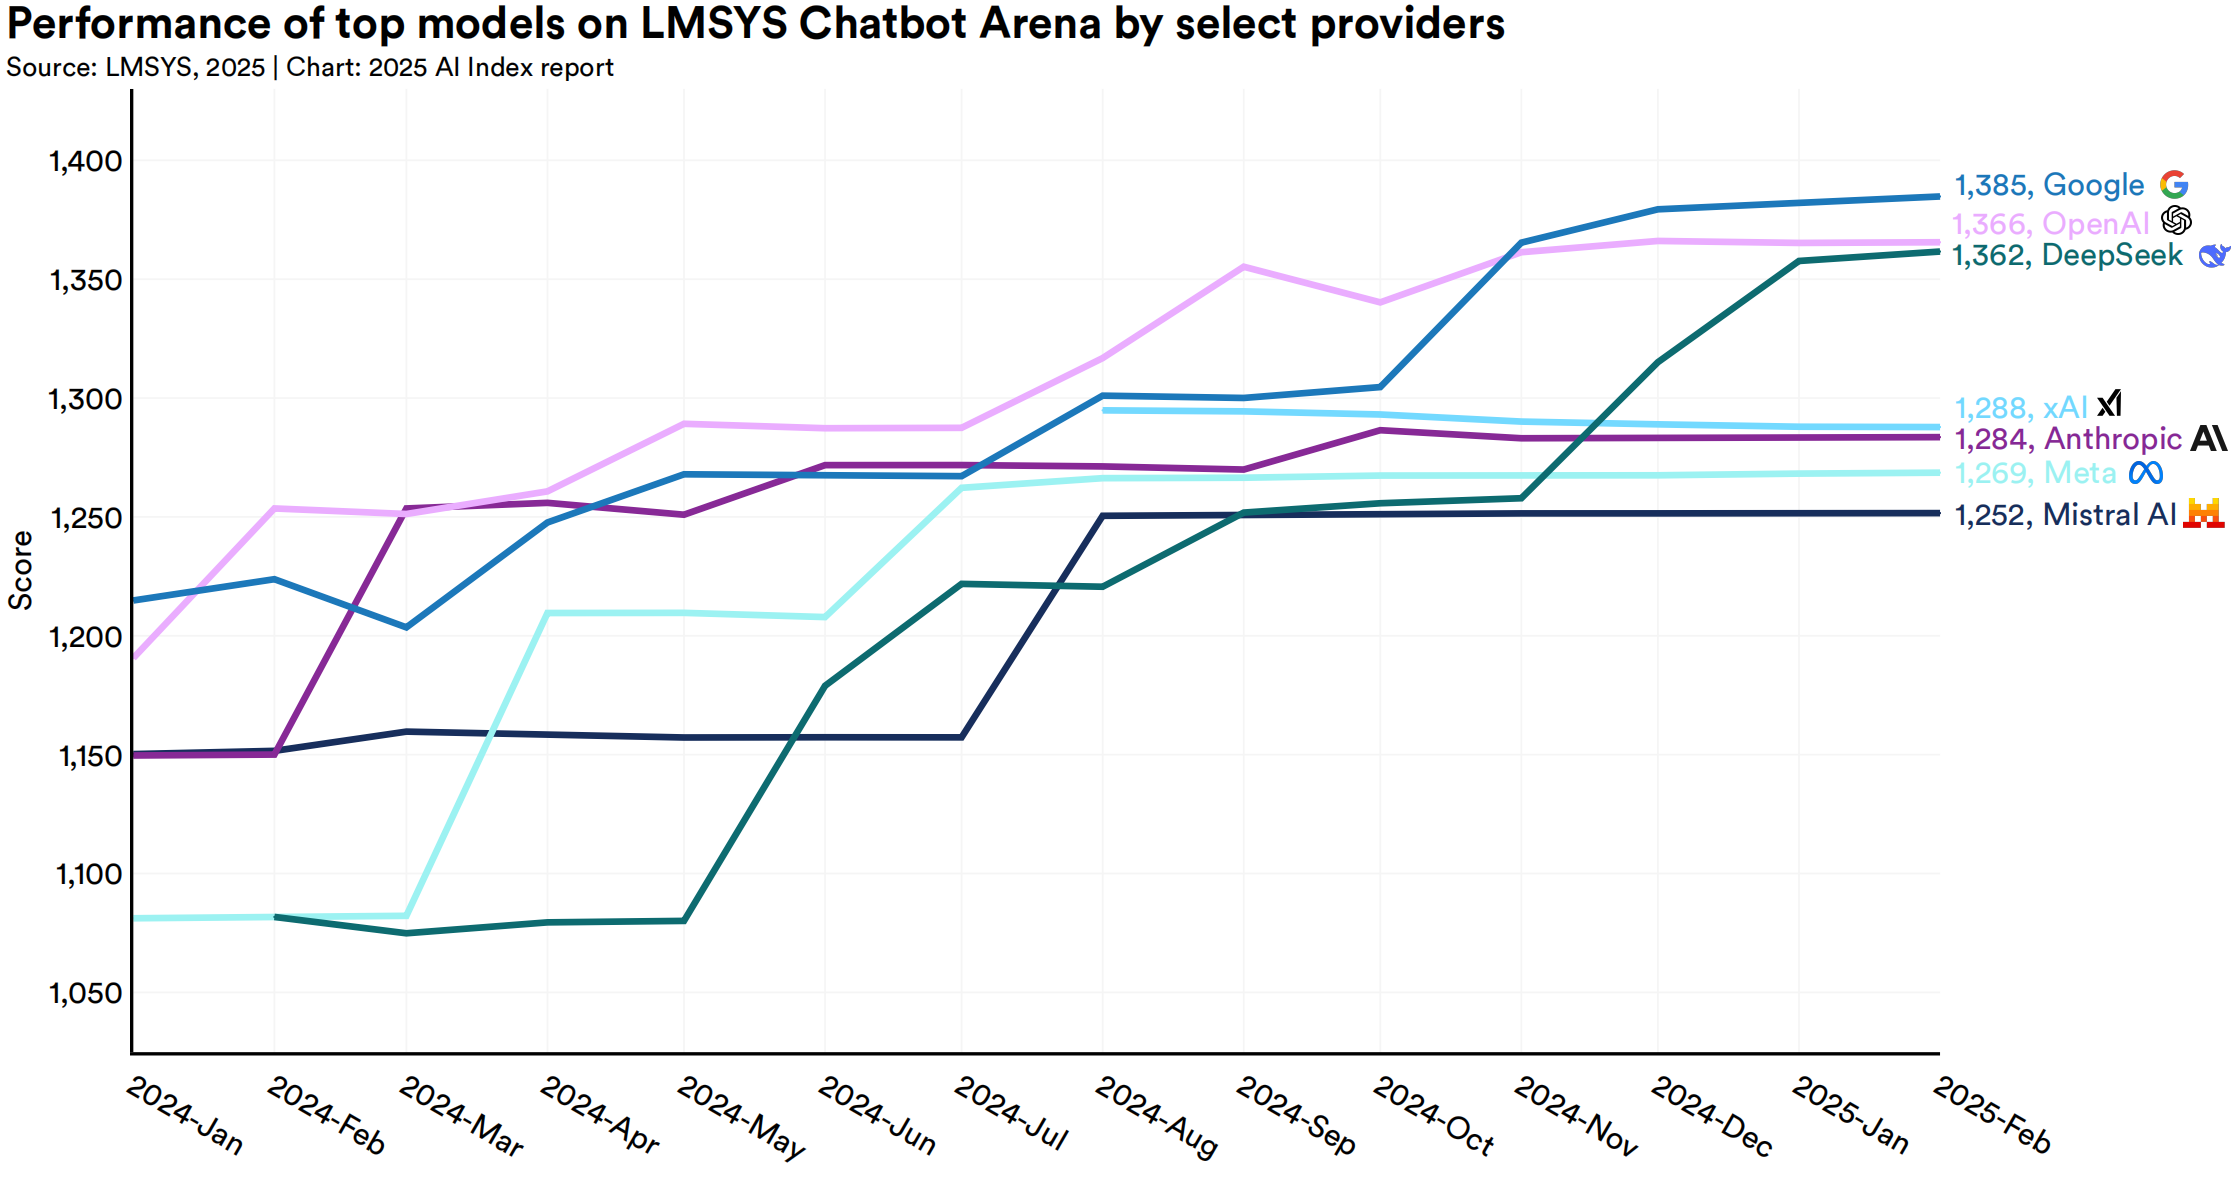 Performance of top models on LMSYS Chatbot Arena by select providers
Source: LMSYS, 2025 | Chart: 2025 AI Index report
1,400
1,350
1,300
1,250
1,200
1,150
1,100
1,050
Score
1,385, Google
1,366, OpenAI
1,362, DeepSeek
1,288, xAI
1,284, Anthropic
1,269, Meta
1,252, Mistral AI
2024-Jan
2024-Feb
2024-Mar
2024-Apr
2024-May
2024-Jun
2024-Jul
2024-Aug
2024-Sep
2024-Oct
2024-Nov
2024-Dec
2025-Jan
2025-Feb